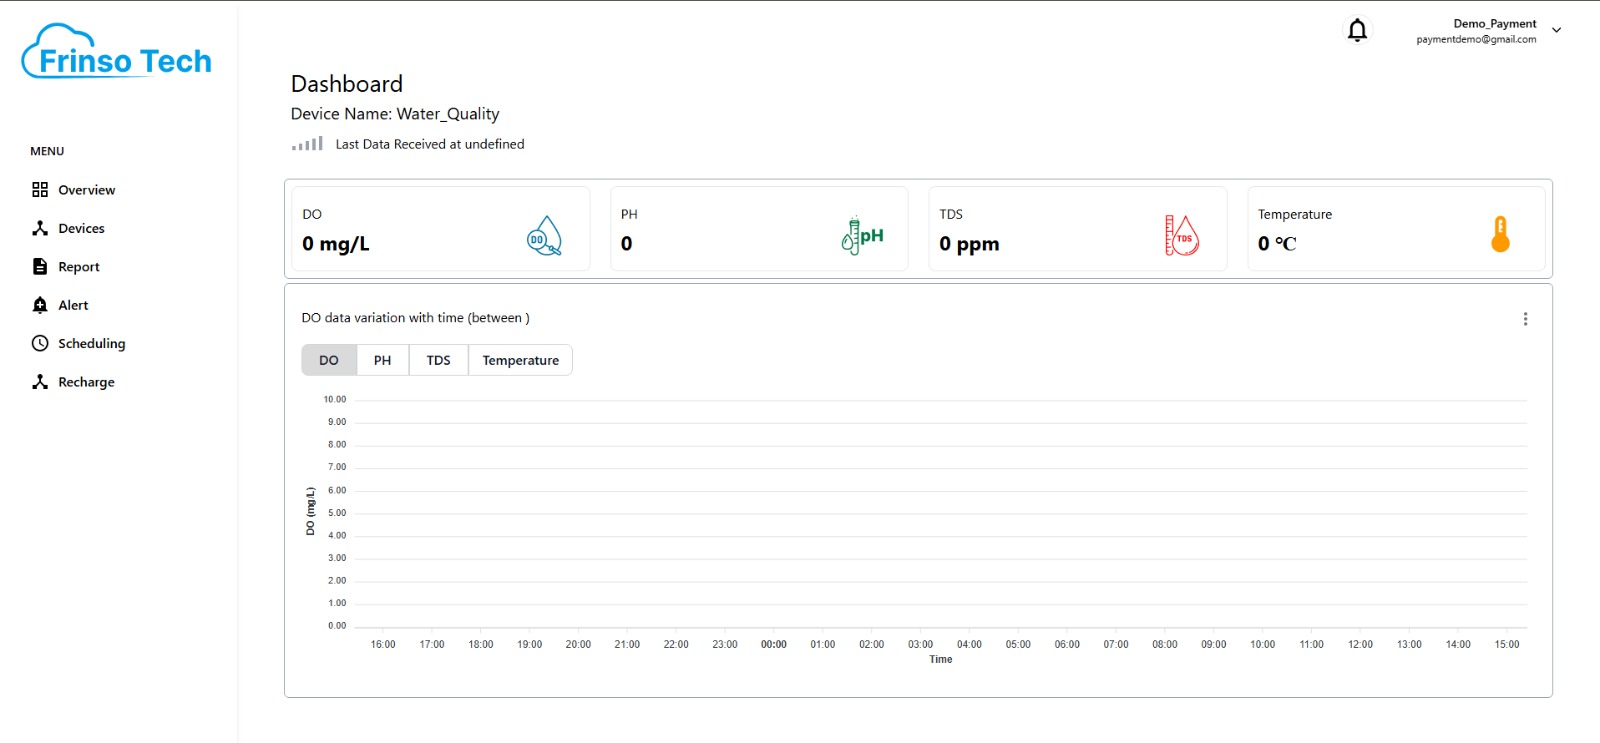 Frinso Tech
Demo_Payment
paymentdemo@gmail.com
Dashboard
Device Name: Water_Quality
Last Data Received at undefined
MENU
Overview
Devices
Report
Alert
Scheduling
Recharge
DO
0 mg/L
DO
PH
0
pH
TDS
0 ppm
TDS
Temperature
0 °C
DO data variation with time (between )
DO PH TDS Temperature
10.00
9.00
8.00
7.00
6.00
5.00
4.00
3.00
2.00
1.00
0.00
DO (mg/L)
16:00 17:00 18:00 19:00 20:00 21:00 22:00 23:00 00:00 01:00 02:00 03:00 04:00 05:00 06:00 07:00 08:00 09:00 10:00 11:00 12:00 13:00 14:00 15:00
Time